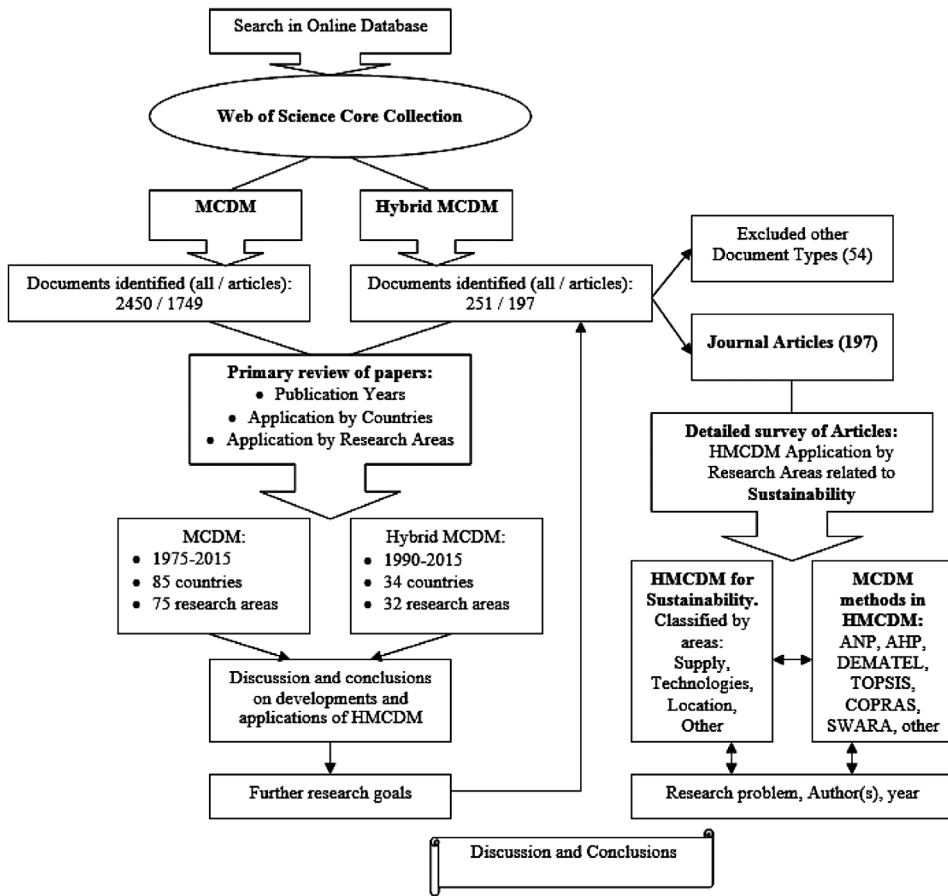 Search in Online Database
Web of Science Core Collection
MCDM
Hybrid MCDM
Documents identified (all / articles):
2450 / 1749
Documents identified (all / articles):
251 / 197
Excluded other
Document Types (54)
Journal Articles (197)
Primary review of papers:
• Publication Years
• Application by Countries
• Application by Research Areas
Detailed survey of Articles:
HMCDM Application by
Research Areas related to
Sustainability
MCDM:
• 1975-2015
• 85 countries
• 75 research areas
Hybrid MCDM:
• 1990-2015
• 34 countries
• 32 research areas
HMCDM for
Sustainability.
Classified by
areas:
Supply,
Technologies,
Location,
Other
MCDM
methods in
HMCDM:
ANP, AHP,
DEMATEL,
TOPSIS,
COPRAS,
SWARA, other
Discussion and conclusions
on developments and
applications of HMCDM
Further research goals
Research problem, Author(s), year
Discussion and Conclusions